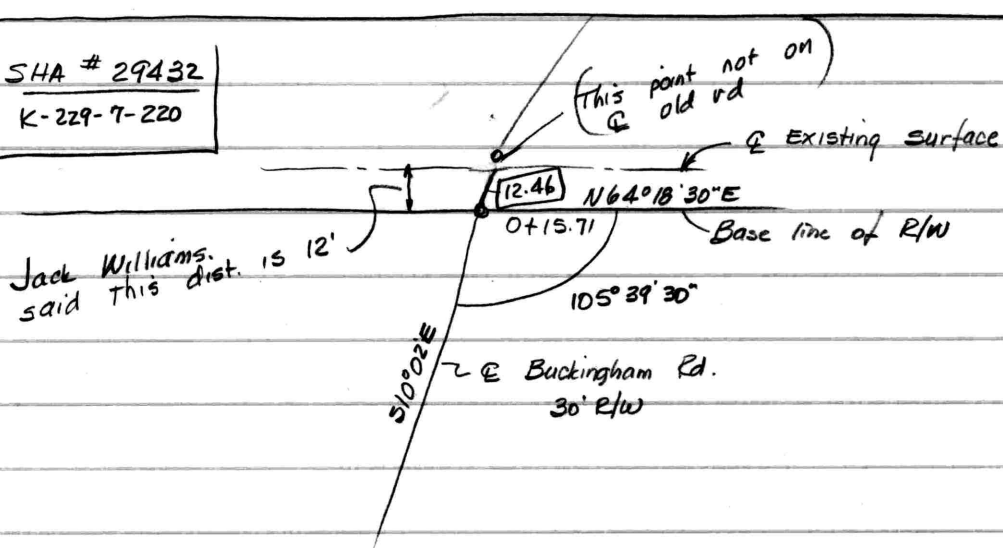 SHA # 29432
K-229-7-220
(This point not on
℄ old rd)
℄ Existing Surface
12.46
N64°18'30"E
0+15.71
Base line of R/W
Jack Williams.
said This dist. is 12'
105°39'30"
S10°02'E
℄ Buckingham Rd.
30' R/W